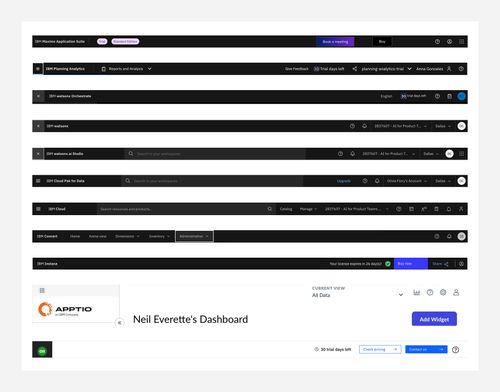 IBM Maximo Application Suite Trial Standard Edition Book a meeting Buy
IBM Planning Analytics Reports and Analysis Give Feedback 30 Trial days left planning analytics-trial Anna Gonzales
IBM watsonx Orchestrate English 30 Trial days left
IBM watsonx 2837607 - AI for Product T... Dallas
IBM watsonx.ai Studio Search in your workspaces 2837607 - AI for Product T... Dallas
IBM Cloud Pak for Data Search in your workspaces Upgrade Olivia Flory's Account Dallas
IBM Cloud Search resources and products... Catalog Manage 2837607 - AI for Product Teams...
IBM Concert Home Arena view Dimensions Inventory Administration
IBM Instana Your license expires in 26 day(s)! Buy now Share
CURRENT VIEW
All Data
APPTIO
an IBM Company
Neil Everette's Dashboard
Add Widget
30 trial days left Check pricing Contact us